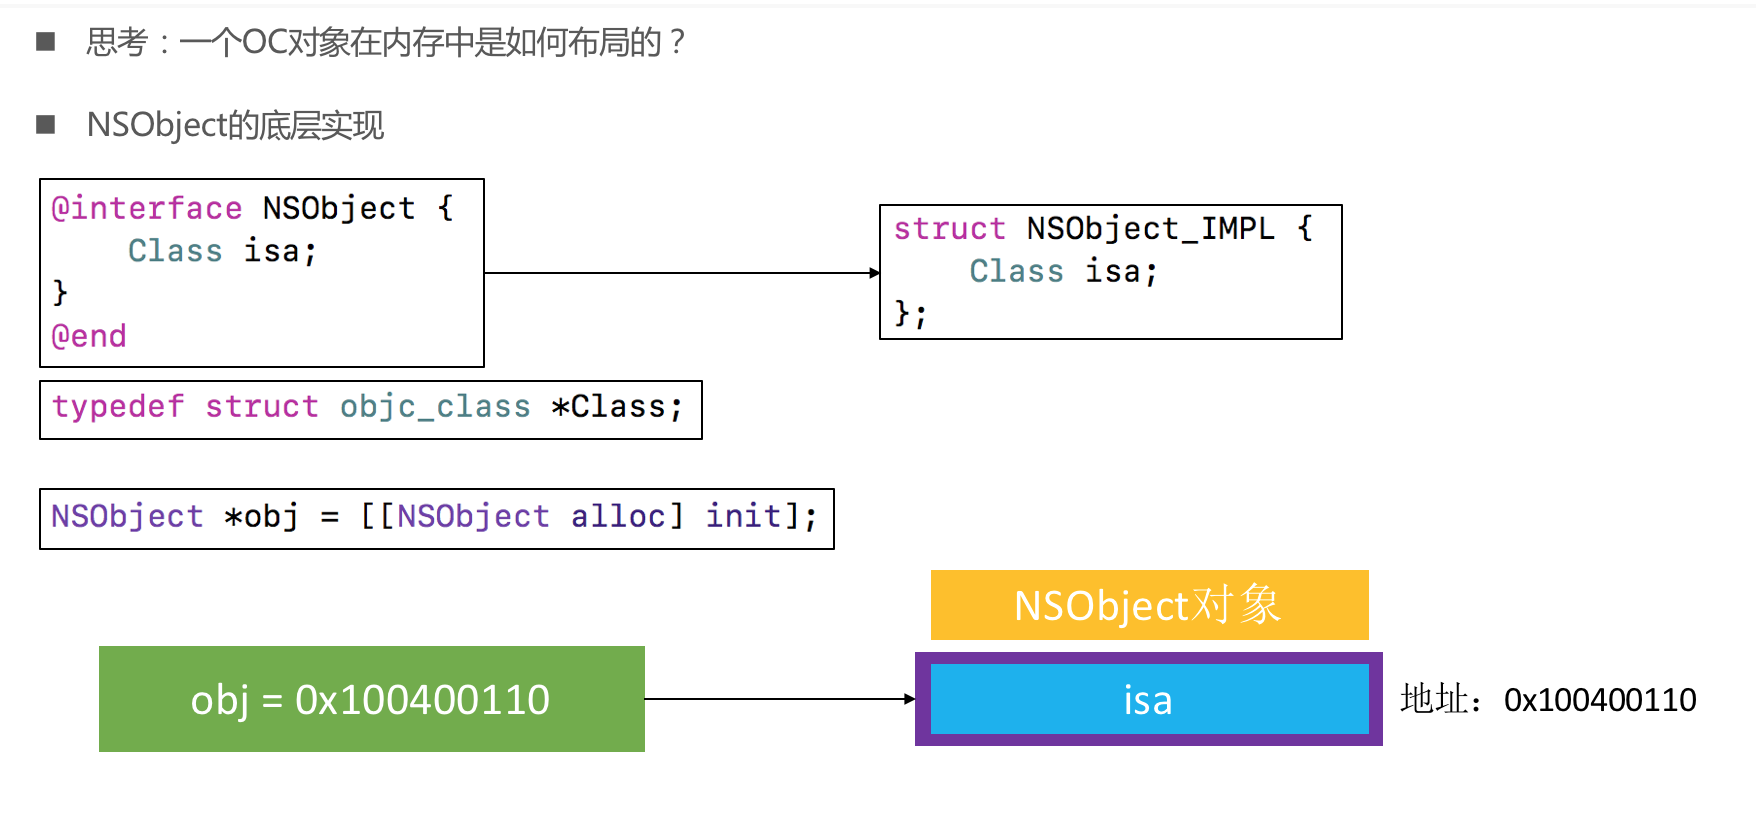 ■ 思考：一个OC对象在内存中是如何布局的？
■ NSObject的底层实现
@interface NSObject {
    Class isa;
}
@end
struct NSObject_IMPL {
    Class isa;
};
typedef struct objc_class *Class;
NSObject *obj = [[NSObject alloc] init];
NSObject对象
obj = 0x100400110
isa
地址：0x100400110